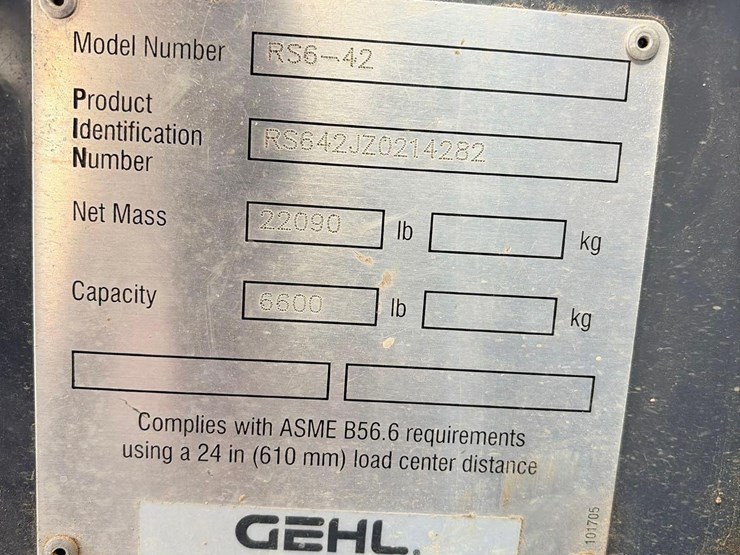 Model Number RS6-42
Product
Identification
Number RS642JZ0214282
Net Mass 22090 lb kg
Capacity 6600 lb kg
Complies with ASME B56.6 requirements
using a 24 in (610 mm) load center distance
GEHL.
101705